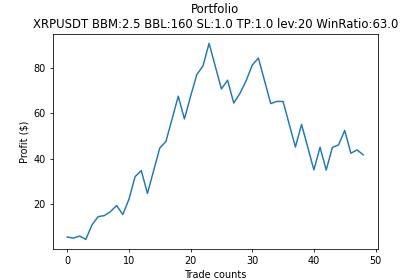 Portfolio
XRPUSDT BBM:2.5 BBL:160 SL:1.0 TP:1.0 lev:20 WinRatio:63.0
80
60
40
20
Profit ($)
0 10 20 30 40 50
Trade counts